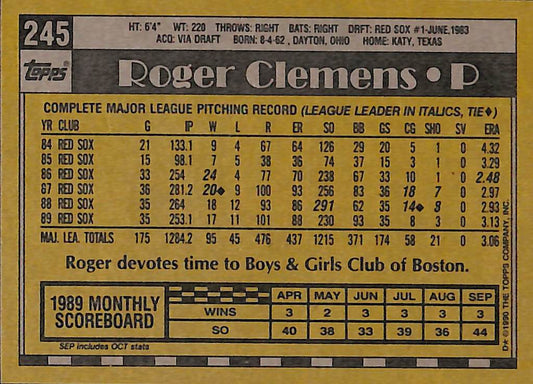 245
HT: 6'4" WT: 220 THROWS: RIGHT BATS: RIGHT DRFT: RED SOX #1-JUNE, 1983
ACQ: VIA DRAFT BORN: 8-4-62, DAYTON, OHIO HOME: KATY, TEXAS
TOPPS
Roger Clemens • P
COMPLETE MAJOR LEAGUE PITCHING RECORD (LEAGUE LEADER IN ITALICS, TIE♦)
YR CLUB G IP W L R ER SO BB GS CG SHO SV ERA
84 RED SOX 21 133.1 9 4 67 64 126 29 20 5 1 0 4.32
85 RED SOX 15 98.1 7 5 38 36 74 37 15 3 1 0 3.29
86 RED SOX 33 254 24 4 77 70 238 67 33 10 1 0 2.48
87 RED SOX 36 281.2 20♦ 9 100 93 256 83 36 18 7 0 2.97
88 RED SOX 35 264 18 12 93 86 291 62 35 14♦ 8 0 2.93
89 RED SOX 35 253.1 17 11 101 88 230 93 35 8 3 0 3.13
MAJ. LEA. TOTALS 175 1284.2 95 45 476 437 1215 371 174 58 21 0 3.06
Roger devotes time to Boys & Girls Club of Boston.
1989 MONTHLY SCOREBOARD
APR MAY JUN JUL AUG SEP
WINS 3 2 3 3 3 3
SO 40 38 33 39 36 44
SEP includes OCT stats
D* © 1990 THE TOPPS COMPANY, INC.